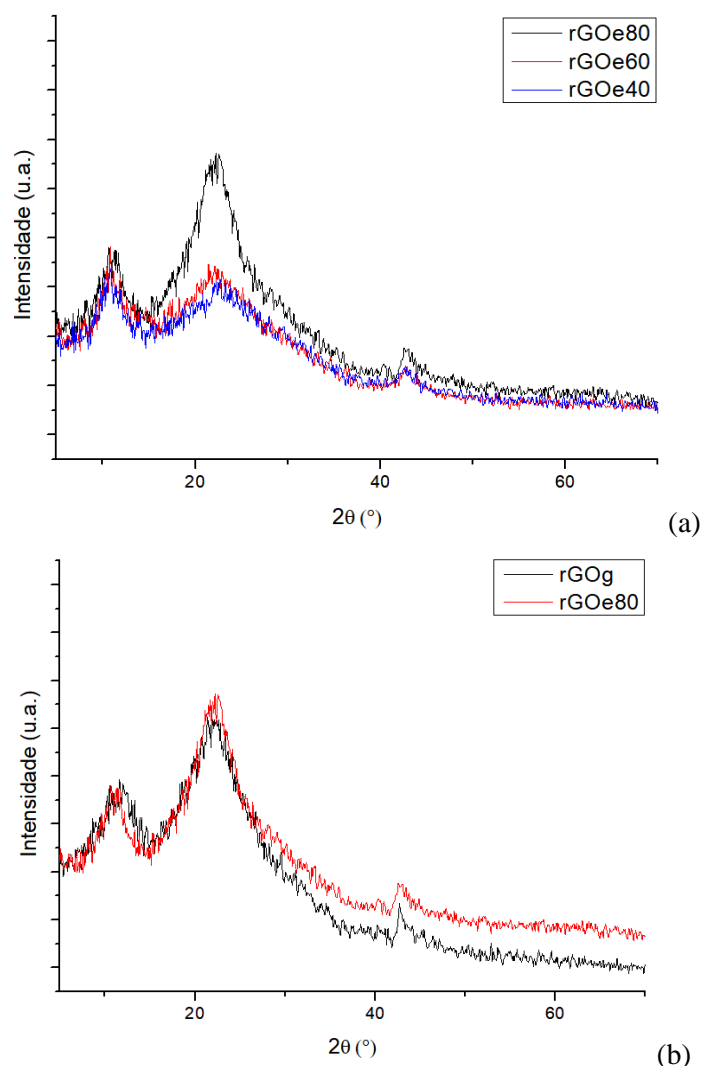 rGOe80
rGOe60
rGOe40
Intensidade (u.a.)
20
40
60
2θ (°)
(a)
rGOg
rGOe80
Intensidade (u.a.)
20
40
60
2θ (°)
(b)